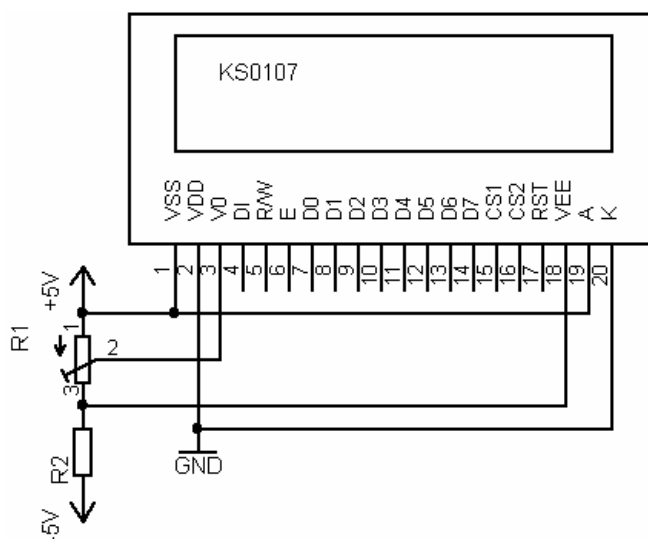 KS0107
VSS
VDD
V0
DI
R/W
E
D0
D1
D2
D3
D4
D5
D6
D7
CS1
CS2
RST
VEE
A
K
1
2
3
4
5
6
7
8
9
10
11
12
13
14
15
16
17
18
19
20
+5V
R1
1
2
3
R2
-5V
GND